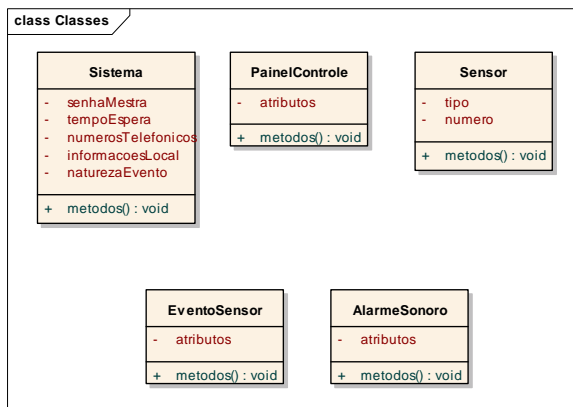 class Classes
Sistema
- senhaMestra
- tempoEspera
- numerosTelefonicos
- informacoesLocal
- naturezaEvento
+ metodos() : void
PainelControle
- atributos
+ metodos() : void
Sensor
- tipo
- numero
+ metodos() : void
EventoSensor
- atributos
+ metodos() : void
AlarmeSonoro
- atributos
+ metodos() : void